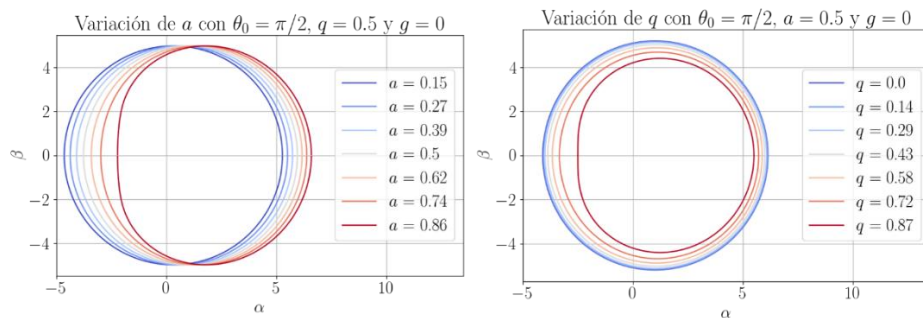 Variación de a con θ₀ = π/2, q = 0.5 y g = 0
β
4
2
0
−2
−4
−5
0
5
10
α
a = 0.15
a = 0.27
a = 0.39
a = 0.5
a = 0.62
a = 0.74
a = 0.86
Variación de q con θ₀ = π/2, a = 0.5 y g = 0
β
4
2
0
−2
−4
−5
0
5
10
α
q = 0.0
q = 0.14
q = 0.29
q = 0.43
q = 0.58
q = 0.72
q = 0.87